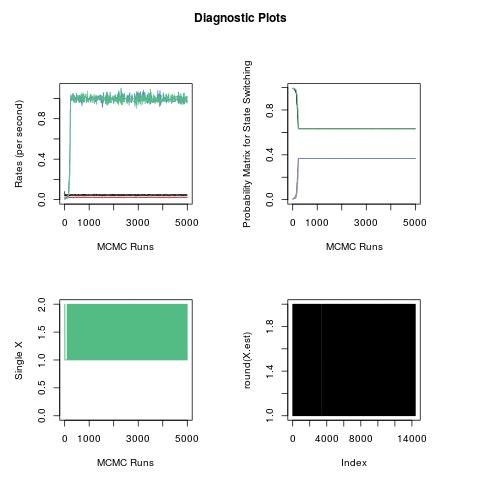 Diagnostic Plots
Rates (per second)
0.0 0.4 0.8
0 1000 3000 5000
MCMC Runs
Probability Matrix for State Switching
0.0 0.4 0.8
0 1000 3000 5000
MCMC Runs
Single X
0.0 0.5 1.0 1.5 2.0
0 1000 3000 5000
MCMC Runs
round(X.est)
1.0 1.4 1.8
0 4000 8000 14000
Index